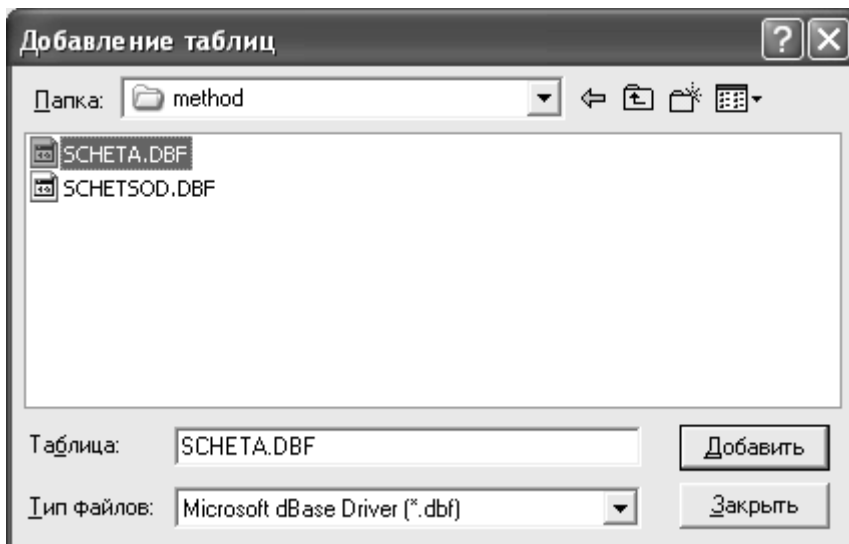 Добавление таблиц
Папка: method
SCHETA.DBF
SCHETSOD.DBF
Таблица: SCHETA.DBF Добавить
Тип файлов: Microsoft dBase Driver (*.dbf) Закрыть